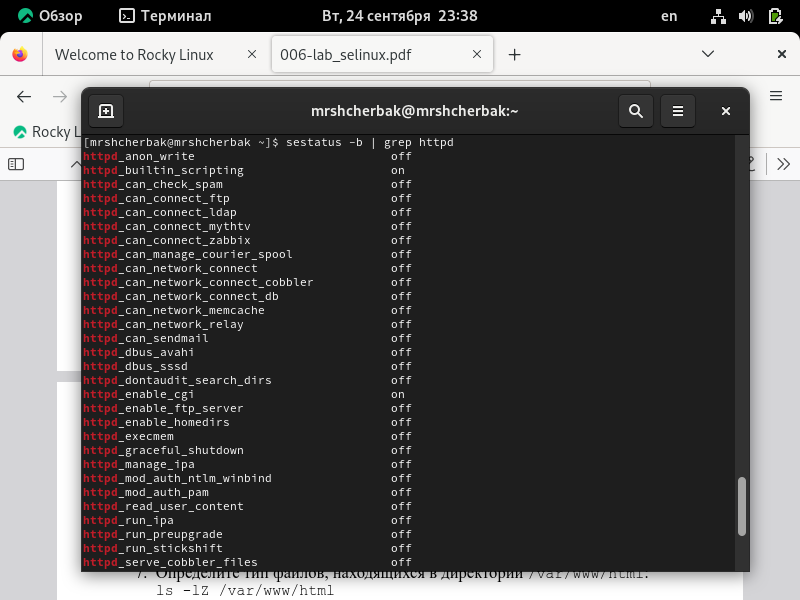 Обзор Терминал Вт, 24 сентября 23:38 en
Welcome to Rocky Linux 006-lab_selinux.pdf
mrshcherbak@mrshcherbak:~
Rocky L
[mrshcherbak@mrshcherbak ~]$ sestatus -b | grep httpd
httpd_anon_write off
httpd_builtin_scripting on
httpd_can_check_spam off
httpd_can_connect_ftp off
httpd_can_connect_ldap off
httpd_can_connect_mythtv off
httpd_can_connect_zabbix off
httpd_can_manage_courier_spool off
httpd_can_network_connect off
httpd_can_network_connect_cobbler off
httpd_can_network_connect_db off
httpd_can_network_memcache off
httpd_can_network_relay off
httpd_can_sendmail off
httpd_dbus_avahi off
httpd_dbus_sssd off
httpd_dontaudit_search_dirs off
httpd_enable_cgi on
httpd_enable_ftp_server off
httpd_enable_homedirs off
httpd_execmem off
httpd_graceful_shutdown off
httpd_manage_ipa off
httpd_mod_auth_ntlm_winbind off
httpd_mod_auth_pam off
httpd_read_user_content off
httpd_run_ipa off
httpd_run_preupgrade off
httpd_run_stickshift off
httpd_serve_cobbler_files off
7. Определите тип файлов, находящихся в директории /var/www/html:
ls -lZ /var/www/html